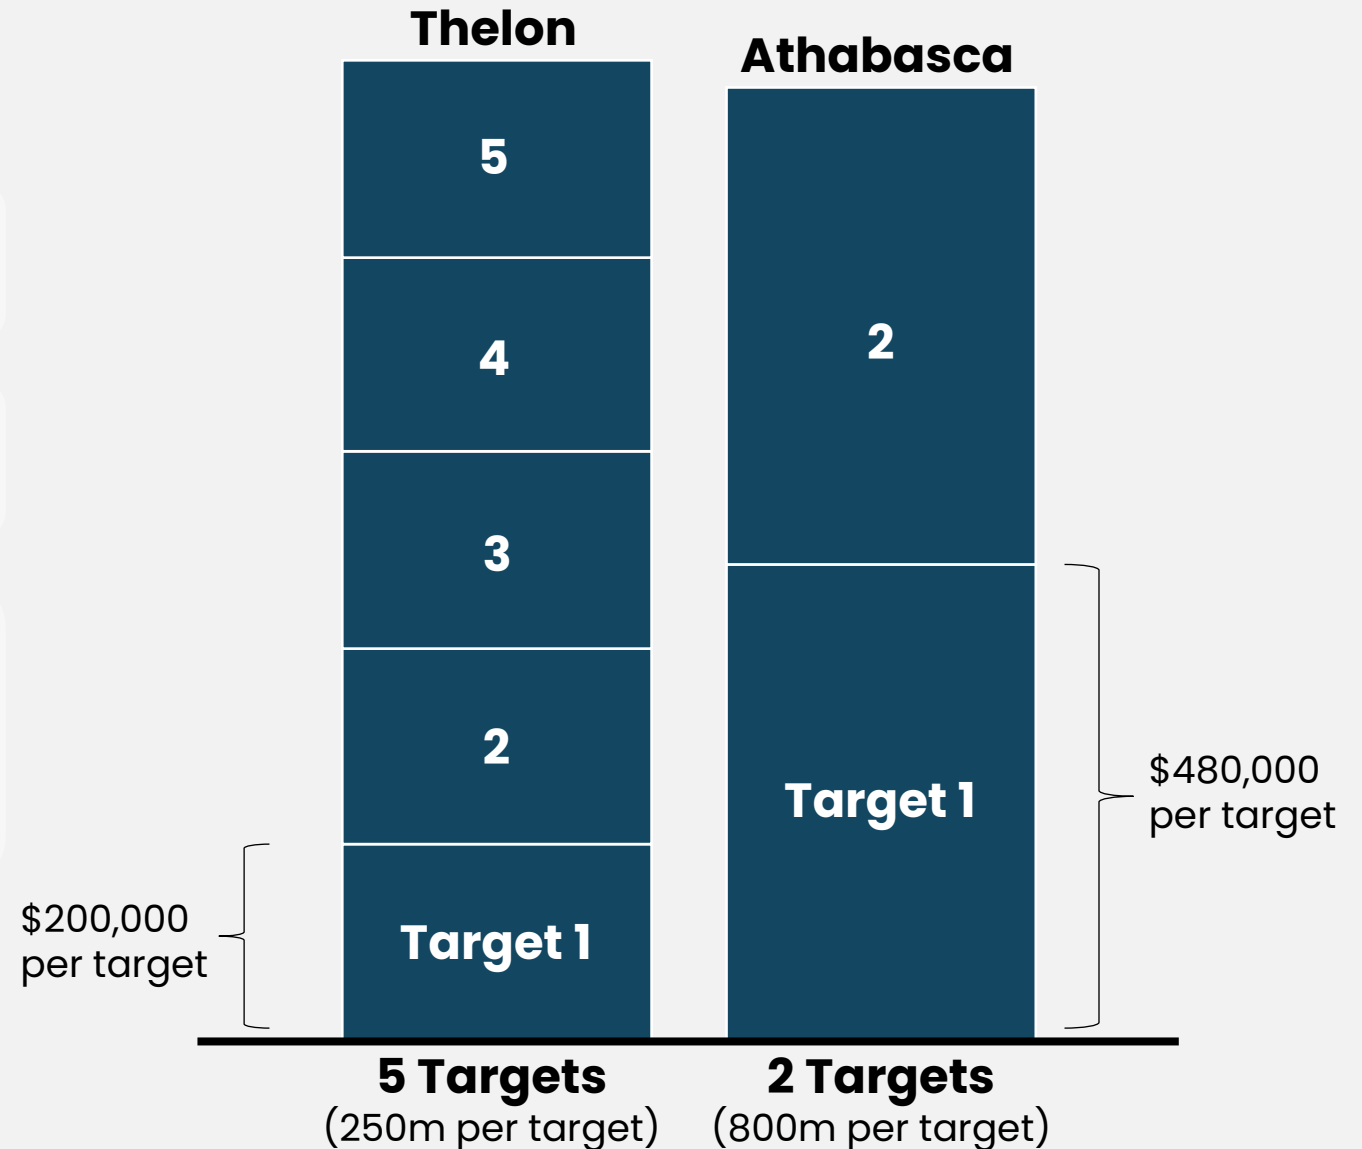 Thelon
Athabasca
5
4
3
2
Target 1
2
Target 1
$200,000
per target
$480,000
per target
5 Targets
(250m per target)
2 Targets
(800m per target)